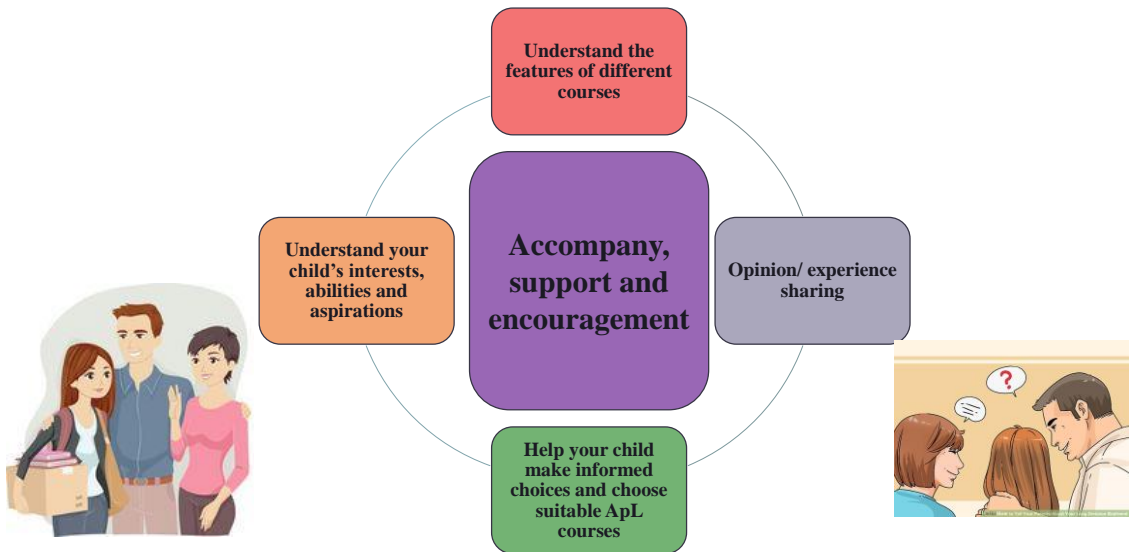 Understand the
features of different
courses
Understand your
child's interests,
abilities and
aspirations
Accompany,
support and
encouragement
Opinion/ experience
sharing
?
Help your child
make informed
choices and choose
suitable ApL
courses